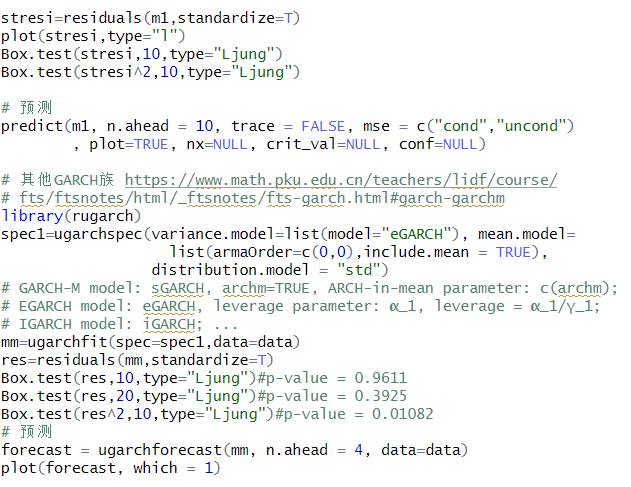 stresi=residuals(m1,standardize=T)
plot(stresi,type="l")
Box.test(stresi,10,type="Ljung")
Box.test(stresi^2,10,type="Ljung")
# 预测
predict(m1, n.ahead = 10, trace = FALSE, mse = c("cond","uncond")
, plot=TRUE, nx=NULL, crit_val=NULL, conf=NULL)
# 其他GARCH族 https://www.math.pku.edu.cn/teachers/lidf/course/
# fts/ftsnotes/html/_ftsnotes/fts-garch.html#garch-garchm
library(rugarch)
spec1=ugarchspec(variance.model=list(model="eGARCH"), mean.model=
list(armaOrder=c(0,0),include.mean = TRUE),
distribution.model = "std")
# GARCH-M model: sGARCH, archm=TRUE, ARCH-in-mean parameter: c(archm);
# EGARCH model: eGARCH, leverage parameter: α_1, leverage = α_1/γ_1;
# IGARCH model: iGARCH; ...
mm=ugarchfit(spec=spec1,data=data)
res=residuals(mm,standardize=T)
Box.test(res,10,type="Ljung")#p-value = 0.9611
Box.test(res,20,type="Ljung")#p-value = 0.3925
Box.test(res^2,10,type="Ljung")#p-value = 0.01082
# 预测
forecast = ugarchforecast(mm, n.ahead = 4, data=data)
plot(forecast, which = 1)